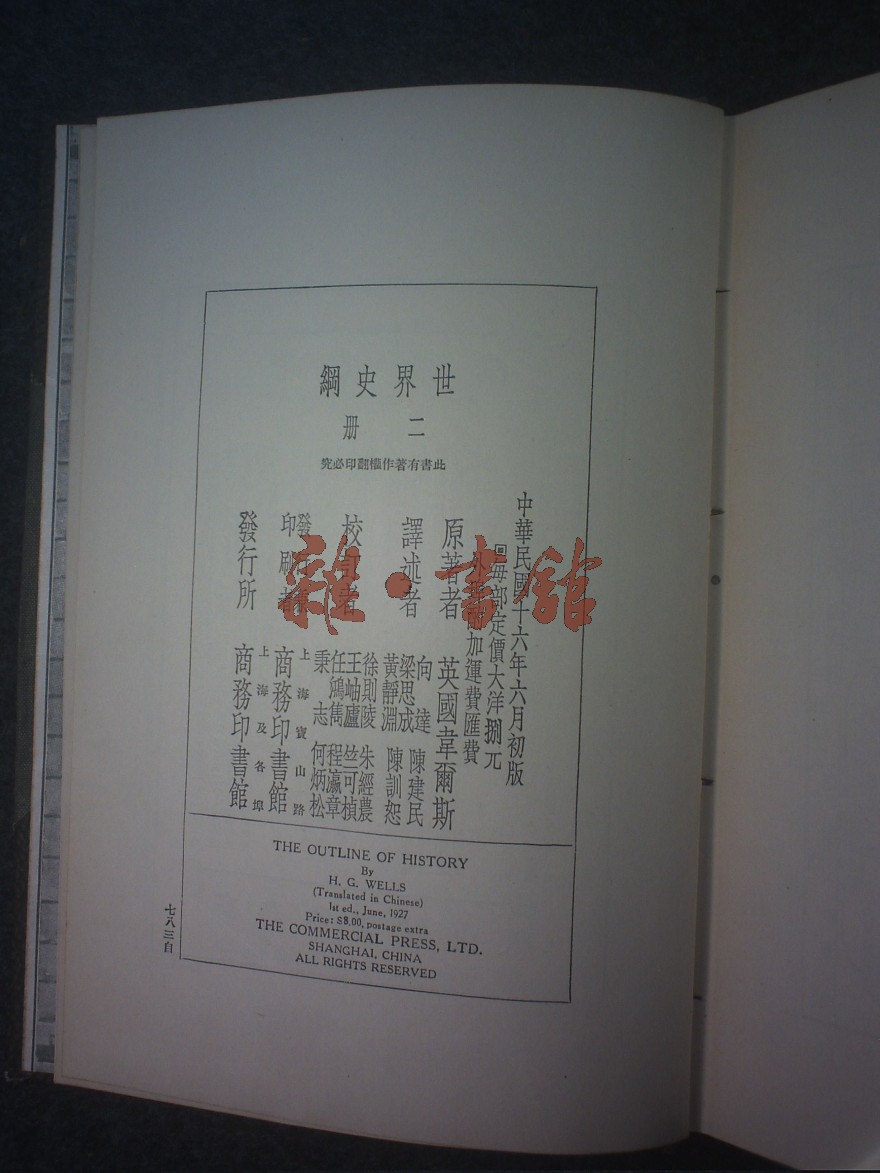 世界史綱
二册
此書有著作權翻印必究
中華民國十六年六月初版
每部定價大洋捌元
外埠酌加運費匯費
原著者 英國韋爾斯
譯述者
向達 陳建民
梁思成
黃靜淵 陳訓恕
校訂者
徐則陵 朱經農
王岫廬 竺可楨
任鴻雋 程瀛章
秉志 何炳松
發行兼
印刷者
上海寶山路
商務印書館
發行所
上海及各埠
商務印書館
THE OUTLINE OF HISTORY
By
H. G. WELLS
(Translated in Chinese)
1st ed., June, 1927
Price: $8.00, postage extra
THE COMMERCIAL PRESS, LTD.
SHANGHAI, CHINA
ALL RIGHTS RESERVED
七八三自
雜·書館